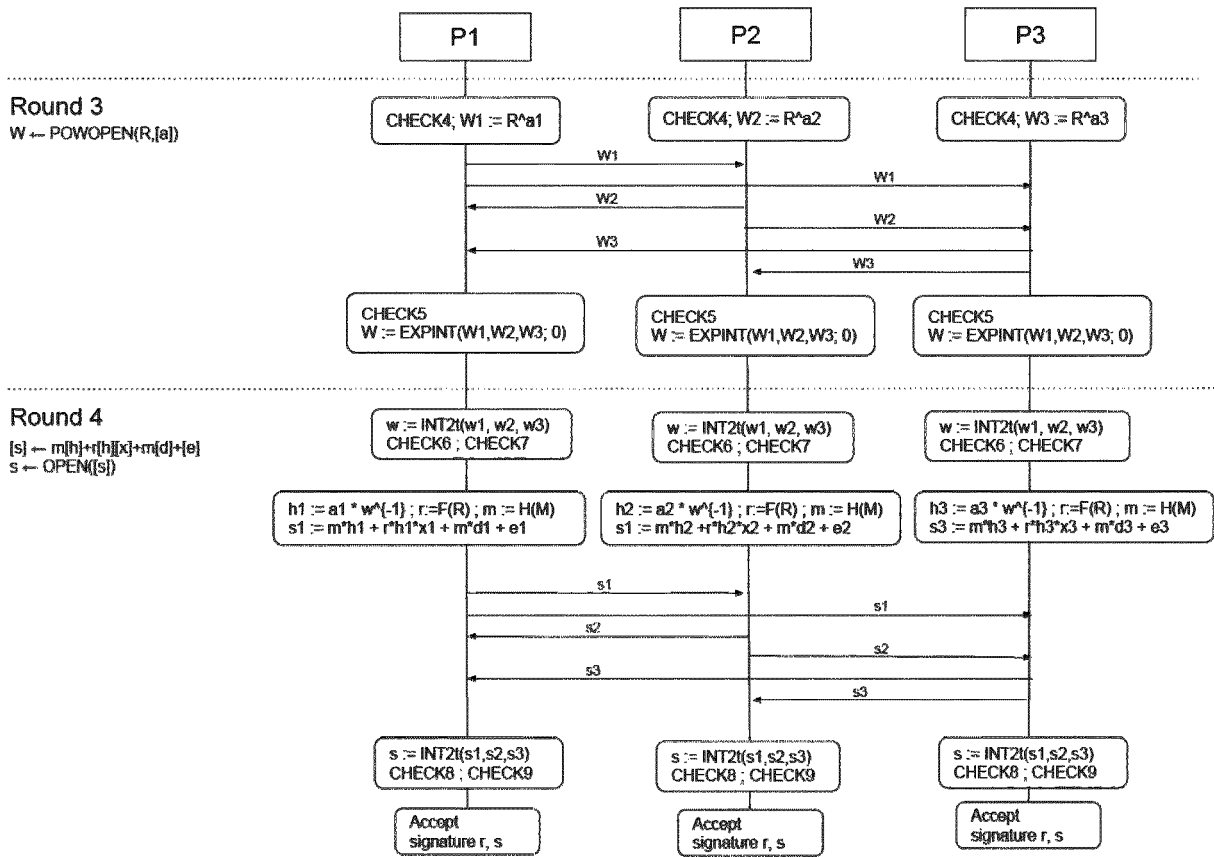 P1
P2
P3
Round 3
W ← POWOPEN(R,[a])
CHECK4; W1 := R^a1
CHECK4; W2 := R^a2
CHECK4; W3 := R^a3
W1
W1
W2
W2
W3
W3
CHECK5
W := EXPINT(W1,W2,W3; 0)
CHECK5
W := EXPINT(W1,W2,W3; 0)
CHECK5
W := EXPINT(W1,W2,W3; 0)
Round 4
[s] ← m[h]+r[h][x]+m[d]+[e]
s ← OPEN([s])
w := INT2t(w1, w2, w3)
CHECK6 ; CHECK7
w := INT2t(w1, w2, w3)
CHECK6 ; CHECK7
w := INT2t(w1, w2, w3)
CHECK6 ; CHECK7
h1 := a1 * w^{-1} ; r:=F(R) ; m := H(M)
s1 := m*h1 + r*h1*x1 + m*d1 + e1
h2 := a2 * w^{-1} ; r:=F(R) ; m := H(M)
s1 := m*h2 +r*h2*x2 + m*d2 + e2
h3 := a3 * w^{-1} ; r:=F(R) ; m := H(M)
s3 := m*h3 + r*h3*x3 + m*d3 + e3
s1
s1
s2
s2
s3
s3
s := INT2t(s1,s2,s3)
CHECK8 ; CHECK9
s := INT2t(s1,s2,s3)
CHECK8 ; CHECK9
s := INT2t(s1,s2,s3)
CHECK8 ; CHECK9
Accept
signature r, s
Accept
signature r, s
Accept
signature r, s